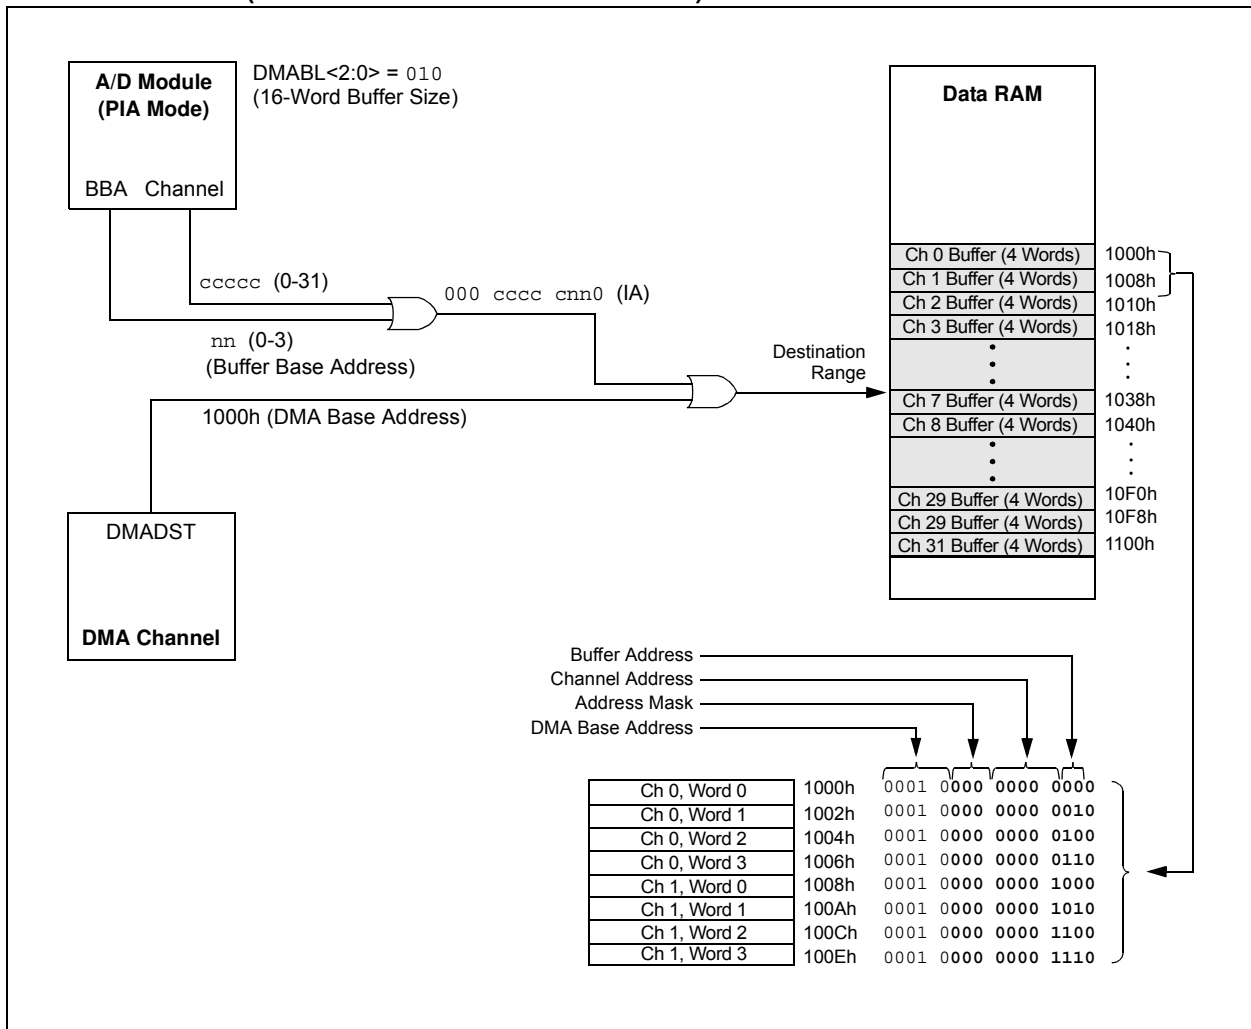 A/D Module
(PIA Mode)
BBA Channel
DMABL<2:0> = 010
(16-Word Buffer Size)
ccccc (0-31)
nn (0-3)
(Buffer Base Address)
000 cccc cnn0 (IA)
1000h (DMA Base Address)
Destination
Range
DMADST
DMA Channel
Data RAM
Ch 0 Buffer (4 Words) 1000h
Ch 1 Buffer (4 Words) 1008h
Ch 2 Buffer (4 Words) 1010h
Ch 3 Buffer (4 Words) 1018h
Ch 7 Buffer (4 Words) 1038h
Ch 8 Buffer (4 Words) 1040h
Ch 29 Buffer (4 Words) 10F0h
Ch 29 Buffer (4 Words) 10F8h
Ch 31 Buffer (4 Words) 1100h
Buffer Address
Channel Address
Address Mask
DMA Base Address
Ch 0, Word 0 1000h 0001 0000 0000 0000
Ch 0, Word 1 1002h 0001 0000 0000 0010
Ch 0, Word 2 1004h 0001 0000 0000 0100
Ch 0, Word 3 1006h 0001 0000 0000 0110
Ch 1, Word 0 1008h 0001 0000 0000 1000
Ch 1, Word 1 100Ah 0001 0000 0000 1010
Ch 1, Word 2 100Ch 0001 0000 0000 1100
Ch 1, Word 3 100Eh 0001 0000 0000 1110